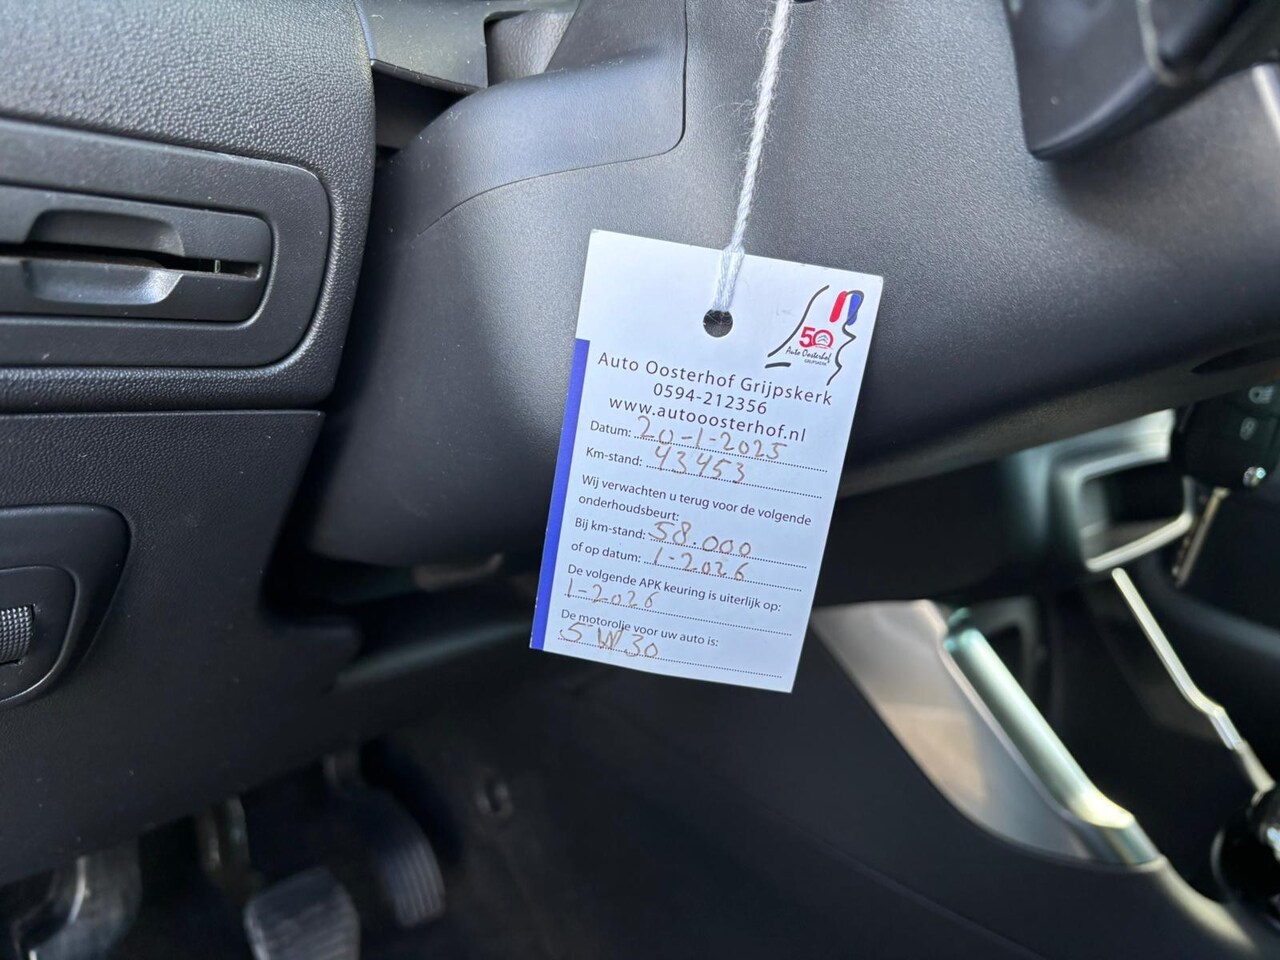 50
Auto Oosterhof
GRIJPSKERK
Auto Oosterhof Grijpskerk
0594-212356
www.autooosterhof.nl
Datum: 20-1-2025
Km-stand: 43453
Wij verwachten u terug voor de volgende
onderhoudsbeurt:
Bij km-stand: 58.000
of op datum: 1-2026
De volgende APK keuring is uiterlijk op:
1-2026
De motorolie voor uw auto is:
5W30